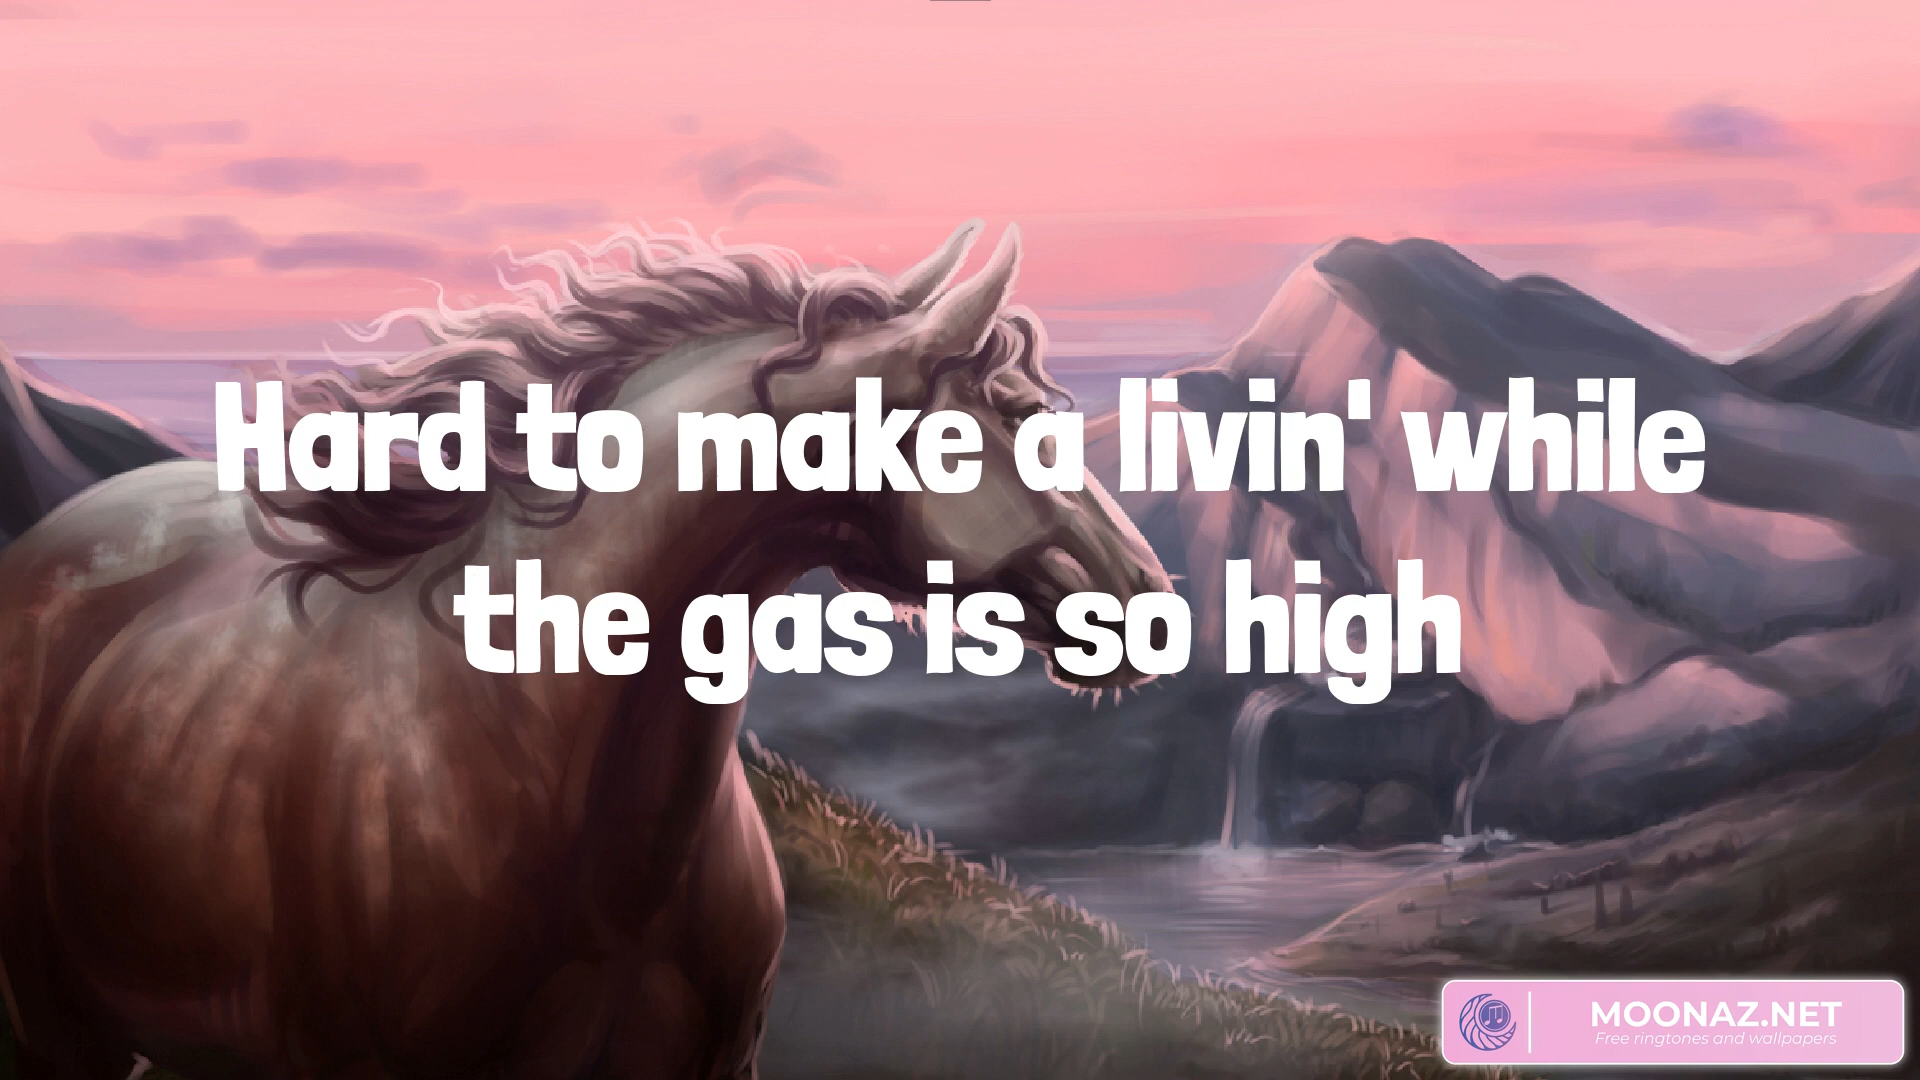 Hard to make a livin' while
the gas is so high
MOONAZ.NET
Free ringtones and wallpapers